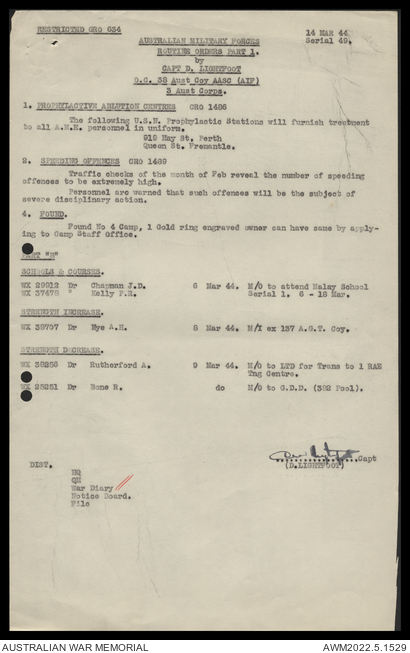 RESTRICTED GRO 634
14 MAR 44
Serial 49.
AUSTRALIAN MILITARY FORCES
ROUTINE ORDERS PART 1.
by
CAPT D. LIGHTFOOT
O.C. 38 Aust Coy AASC (AIF)
3 Aust Corps.
1. PROPHYLACTIVE ABLUTION CENTRES CRO 1486
The following U.S.N. Prophylactic Stations will furnish treatment
to all A.M.F. personnel in uniform.
919 Hay St. Perth
Queen St. Fremantle.
2. SPEEDING OFFENCES CRO 1489
Traffic checks of the month of Feb reveal the number of speeding
offences to be extremely high.
Personnel are warned that such offences will be the subject of
severe disciplinary action.
4. FOUND.
Found No 4 Camp, 1 Gold ring engraved owner can have same by apply-
ing to Camp Staff Office.
PART "B"
SCHOOLS & COURSES.
WX 29912 Dr Chapman J.D. 6 Mar 44. M/O to attend Malay School
WX 37478 " Kelly P.R. Serial 1. 6 - 18 Mar.
STRENGTH INCREASE.
WX 39757 Dr Nye A.H. 8 Mar 44. M/I ex 137 A.G.T. Coy.
STRENGTH DECREASE.
WX 38256 Dr Rutherford A. 9 Mar 44. M/O to LTD for Trans to 1 RAE
Tng Centre.
WX 28251 Dr Bone R. do M/O to G.D.D. (382 Pool).
Capt
(D.LIGHTFOOT)
DIST.
HQ
QM
War Diary
Notice Board.
File
AUSTRALIAN WAR MEMORIAL
AWM2022.5.1529